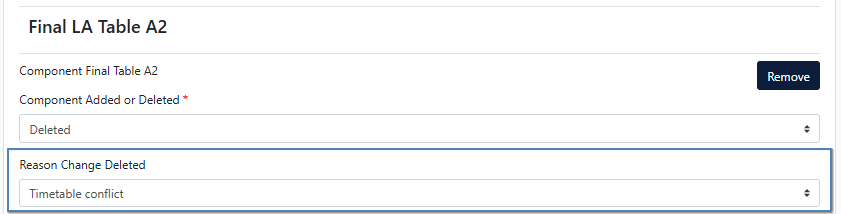 Final LA Table A2
Component Final Table A2
Remove
Component Added or Deleted *
Deleted
Reason Change Deleted
Timetable conflict